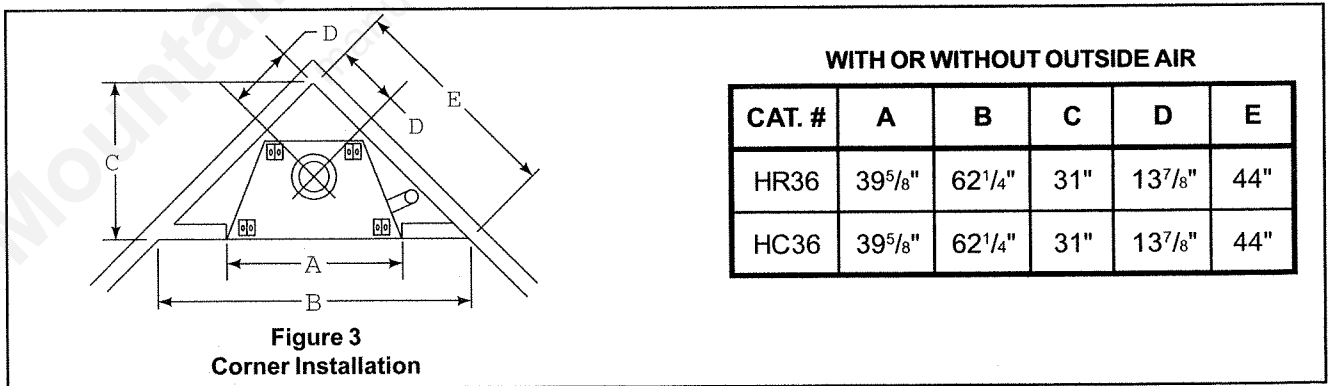 Mountai
D
E
D
C
A
B
Figure 3
Corner Installation
WITH OR WITHOUT OUTSIDE AIR
CAT. # A B C D E
HR36 39⁵/₈" 62¹/₄" 31" 13⁷/₈" 44"
HC36 39⁵/₈" 62¹/₄" 31" 13⁷/₈" 44"